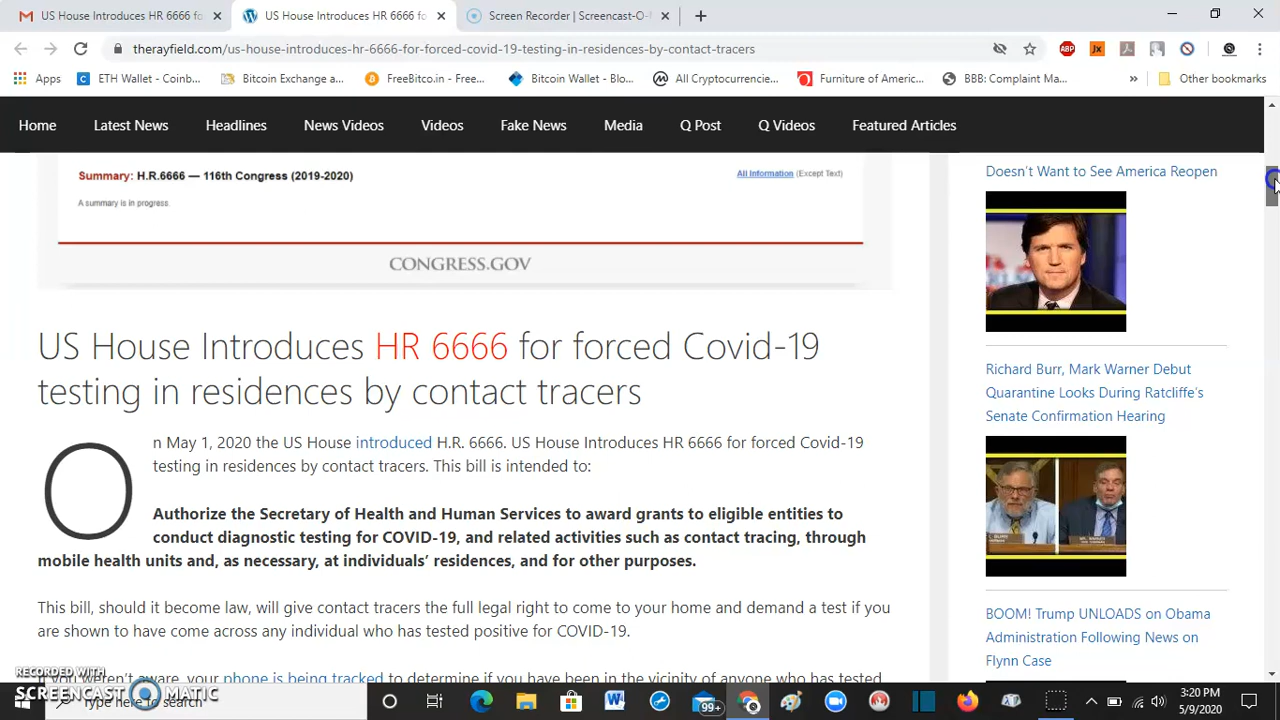 US House Introduces HR 6666 fo
US House Introduces HR 6666 fo
Screen Recorder | Screencast-O-M
therayfield.com/us-house-introduces-hr-6666-for-forced-covid-19-testing-in-residences-by-contact-tracers
ABP
Apps
ETH Wallet - Coinb...
Bitcoin Exchange a...
FreeBitco.in - Free...
Bitcoin Wallet - Blo...
All Cryptocurrencie...
Furniture of Americ...
BBB: Complaint Ma...
»
Other bookmarks
Home
Latest News
Headlines
News Videos
Videos
Fake News
Media
Q Post
Q Videos
Featured Articles
Summary: H.R.6666 — 116th Congress (2019-2020)
All Information (Except Text)
A summary is in progress.
CONGRESS.GOV
US House Introduces HR 6666 for forced Covid-19
testing in residences by contact tracers
On May 1, 2020 the US House introduced H.R. 6666. US House Introduces HR 6666 for forced Covid-19
testing in residences by contact tracers. This bill is intended to:
Authorize the Secretary of Health and Human Services to award grants to eligible entities to
conduct diagnostic testing for COVID-19, and related activities such as contact tracing, through
mobile health units and, as necessary, at individuals' residences, and for other purposes.
This bill, should it become law, will give contact tracers the full legal right to come to your home and demand a test if you
are shown to have come across any individual who has tested positive for COVID-19.
If you weren't aware, your phone is being tracked to determine if you have been in the vicinity of anyone who has tested
Doesn't Want to See America Reopen
Richard Burr, Mark Warner Debut
Quarantine Looks During Ratcliffe's
Senate Confirmation Hearing
BOOM! Trump UNLOADS on Obama
Administration Following News on
Flynn Case
RECORDED WITH
SCREENCAST MATIC
Type here to search
99+
3:20 PM
5/9/2020